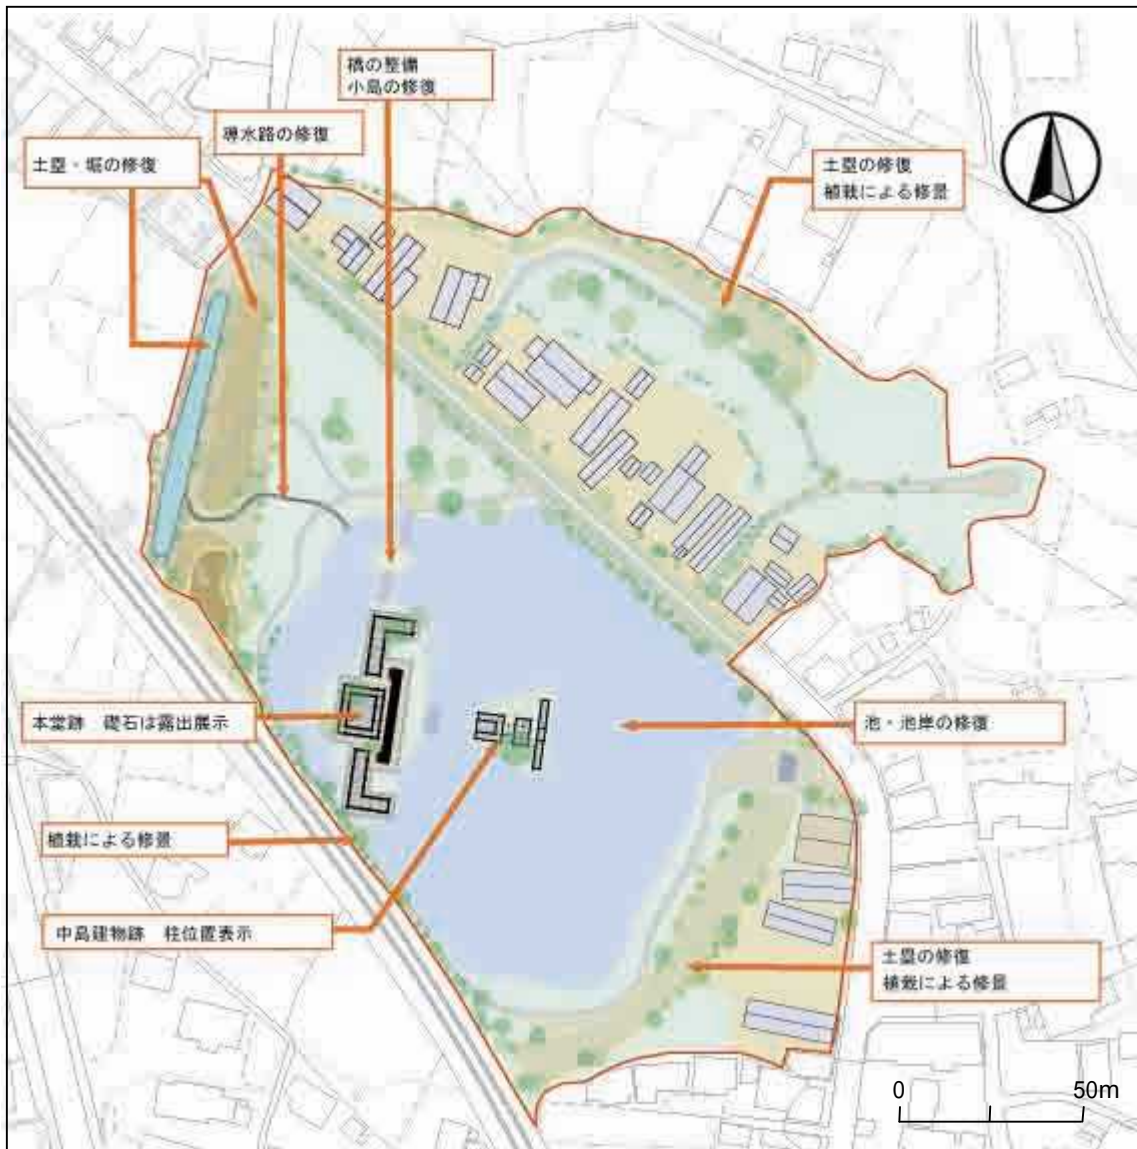 橋の整備
小島の修復
導水路の修復
土塁・堀の修復
土塁の修復
植栽による修景
本堂跡 礎石は露出展示
池・池岸の修復
植栽による修景
中島建物跡 柱位置表示
土塁の修復
植栽による修景
0 50m